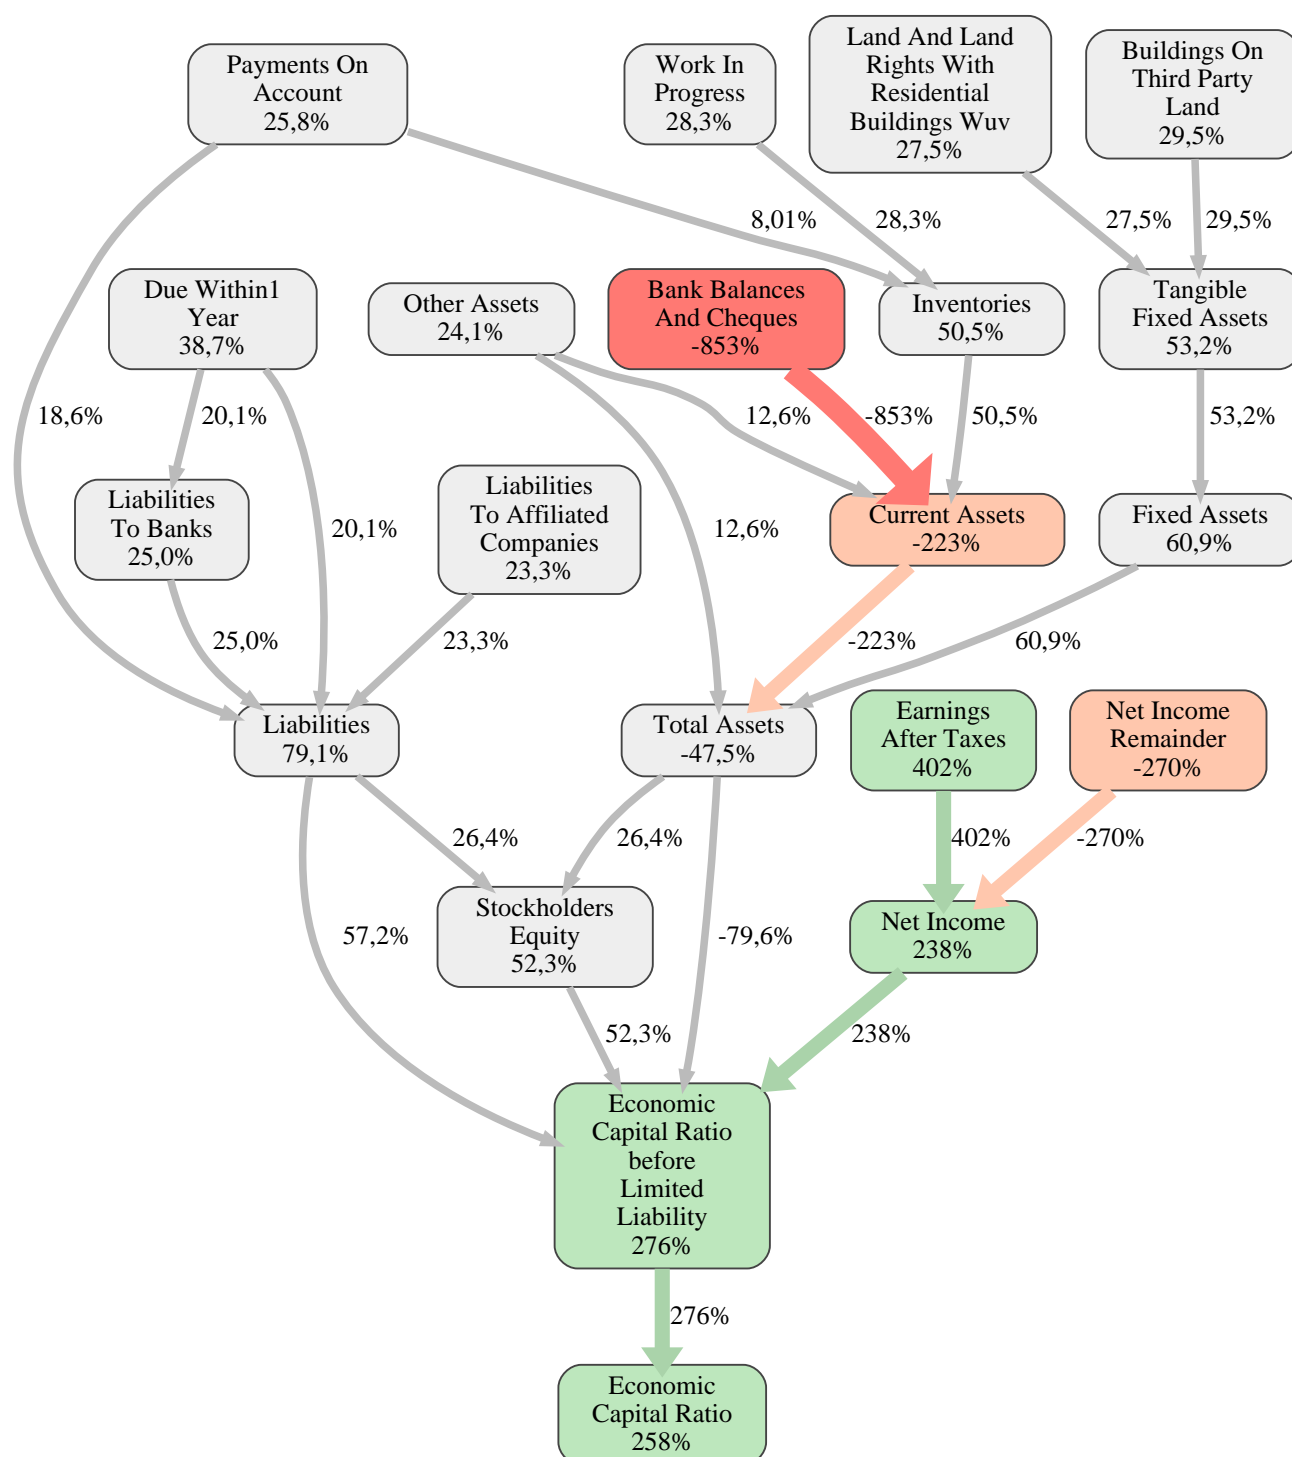 Payments On
Account
25,8%
Work In
Progress
28,3%
Land And Land
Rights With
Residential
Buildings Wuv
27,5%
Buildings On
Third Party
Land
29,5%
8,01%
28,3%
27,5%
29,5%
Due Within1
Year
38,7%
Other Assets
24,1%
Bank Balances
And Cheques
-853%
Inventories
50,5%
Tangible
Fixed Assets
53,2%
18,6%
20,1%
12,6%
-853%
50,5%
53,2%
Liabilities
To Banks
25,0%
20,1%
Liabilities
To Affiliated
Companies
23,3%
12,6%
Current Assets
-223%
Fixed Assets
60,9%
25,0%
23,3%
-223%
60,9%
Liabilities
79,1%
Total Assets
-47,5%
Earnings
After Taxes
402%
Net Income
Remainder
-270%
26,4%
26,4%
402%
-270%
57,2%
Stockholders
Equity
52,3%
-79,6%
Net Income
238%
52,3%
238%
Economic
Capital Ratio
before
Limited
Liability
276%
276%
Economic
Capital Ratio
258%